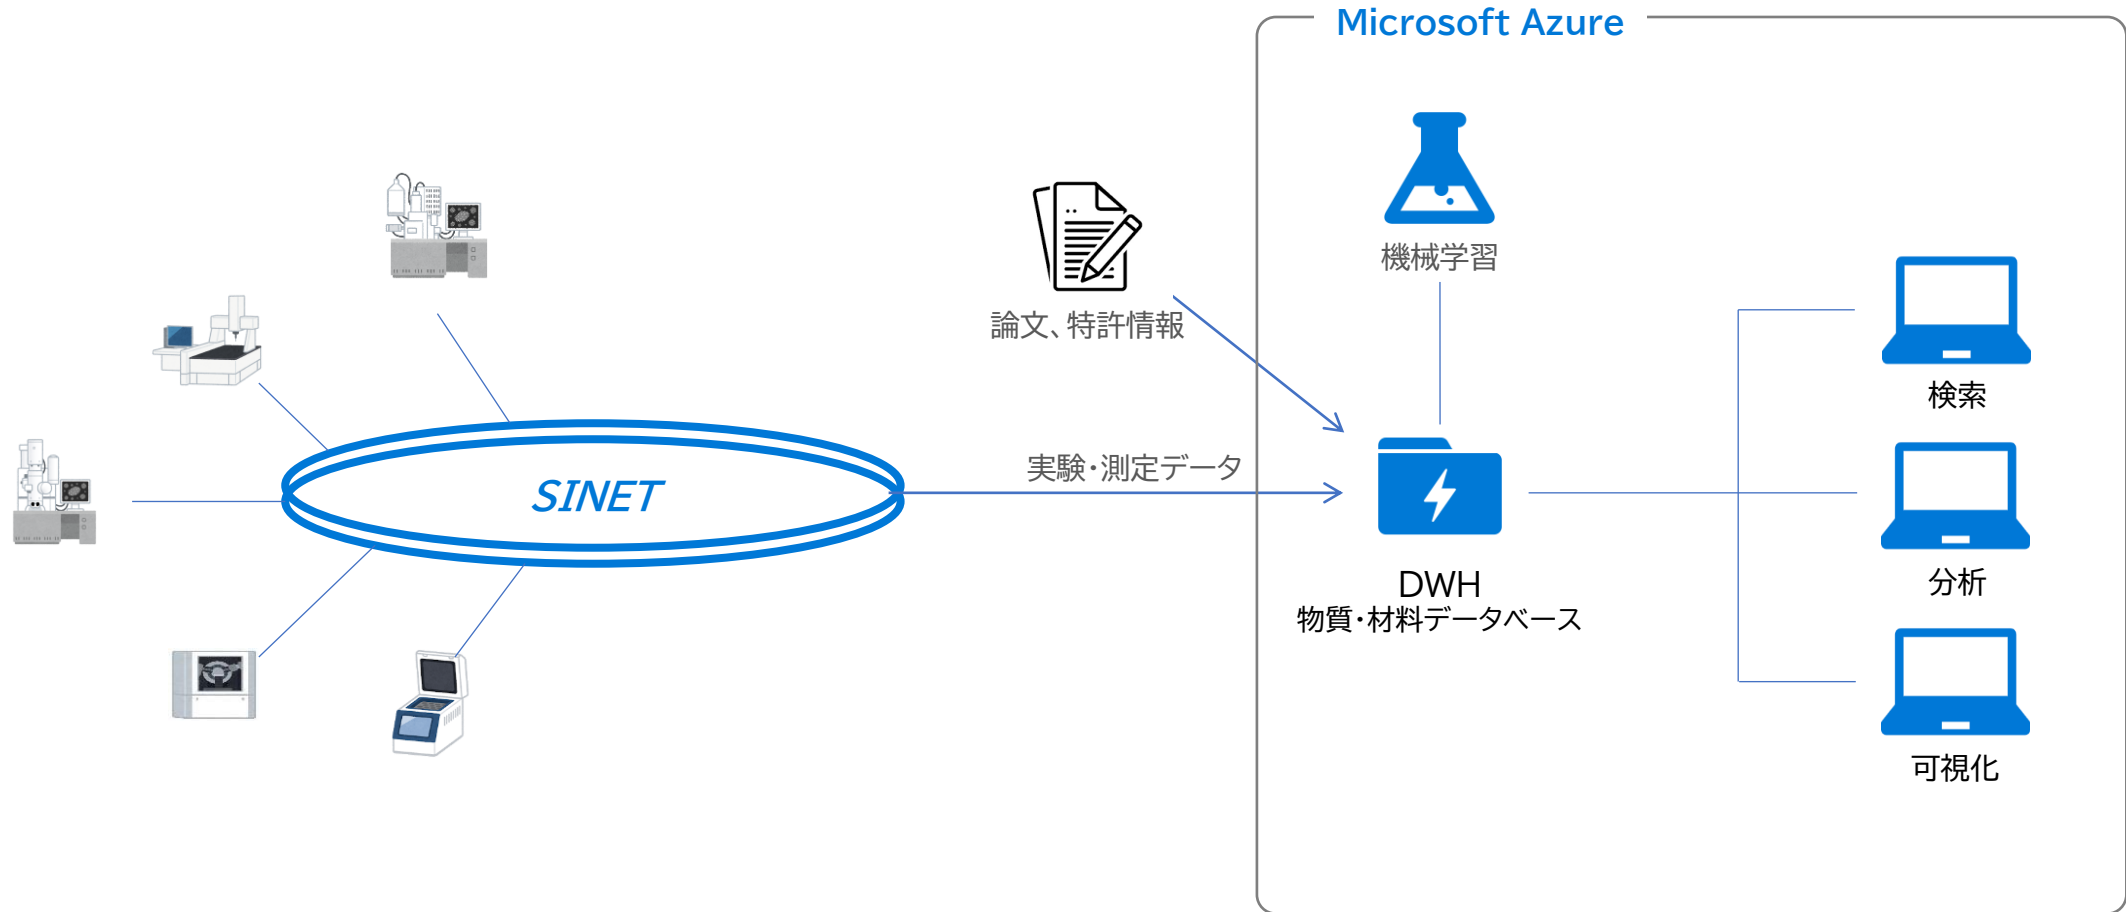 Microsoft Azure
機械学習
論文、特許情報
検索
実験・測定データ
SINET
分析
DWH
物質・材料データベース
可視化